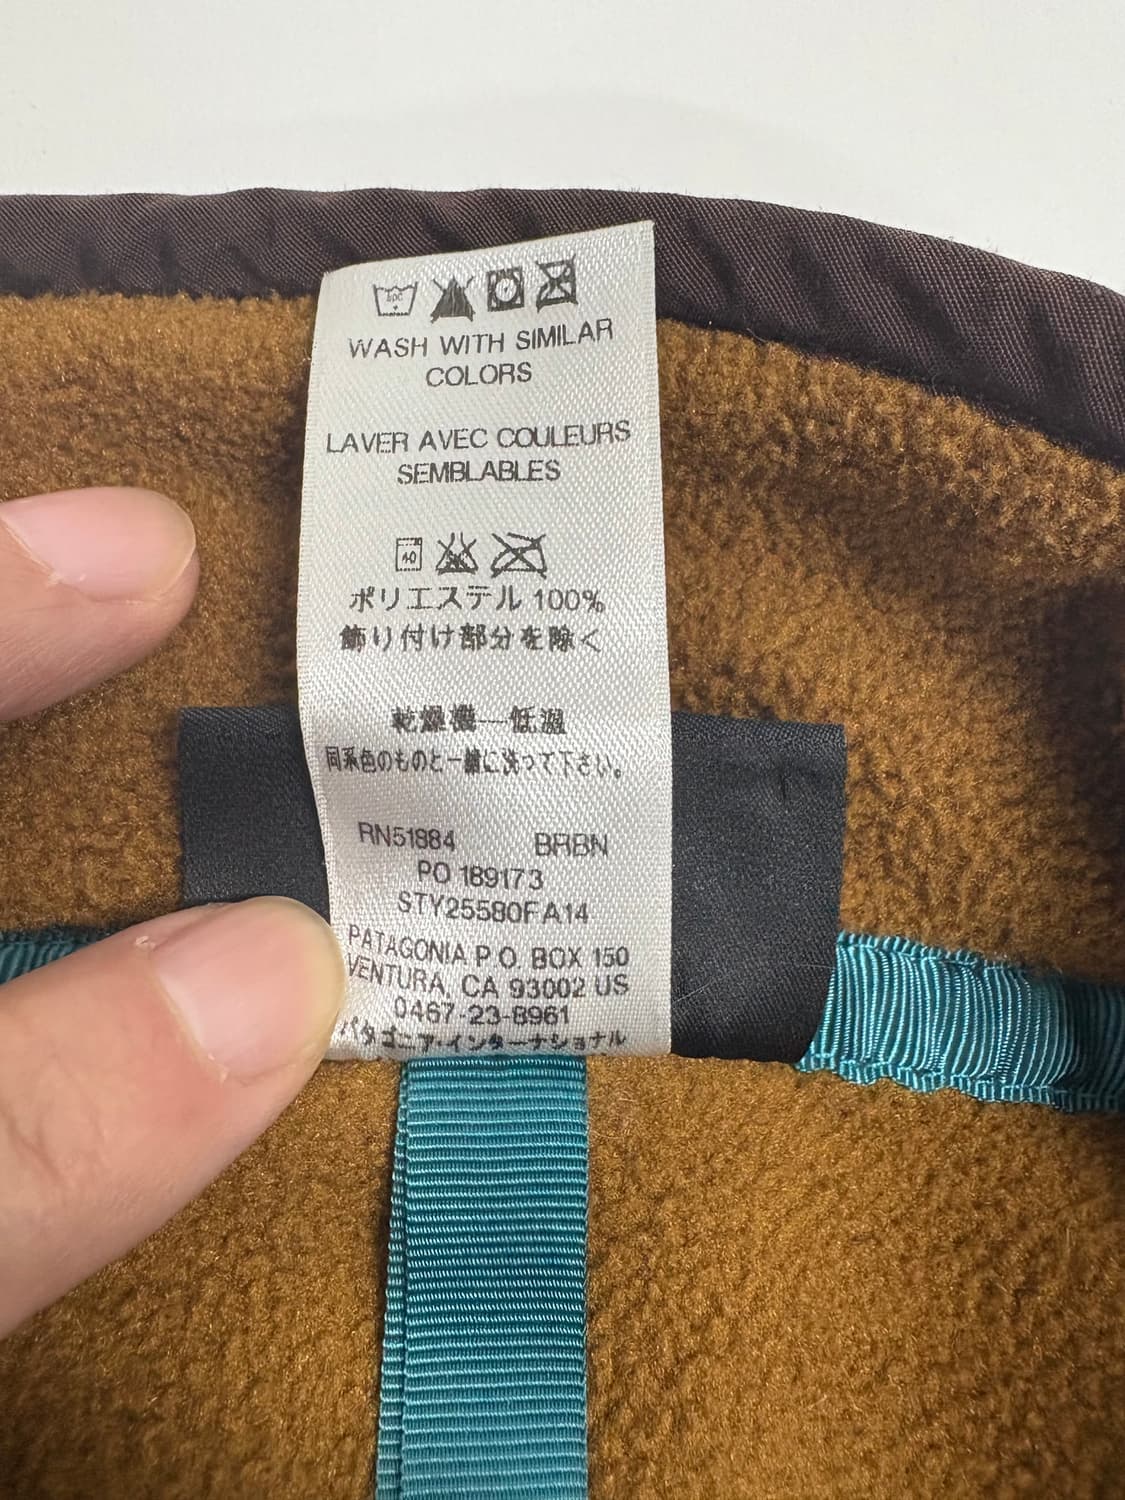 30C
WASH WITH SIMILAR
COLORS
LAVER AVEC COULEURS
SEMBLABLES
40
ポリエステル 100%
飾り付け部分を除く
乾燥機―低温
同系色のものと一緒に洗って下さい。
RN51884 BRBN
PO 189173
STY25580FA14
PATAGONIA P.O. BOX 150
VENTURA, CA 93002 US
0467-23-8961
パタゴニア・インターナショナル